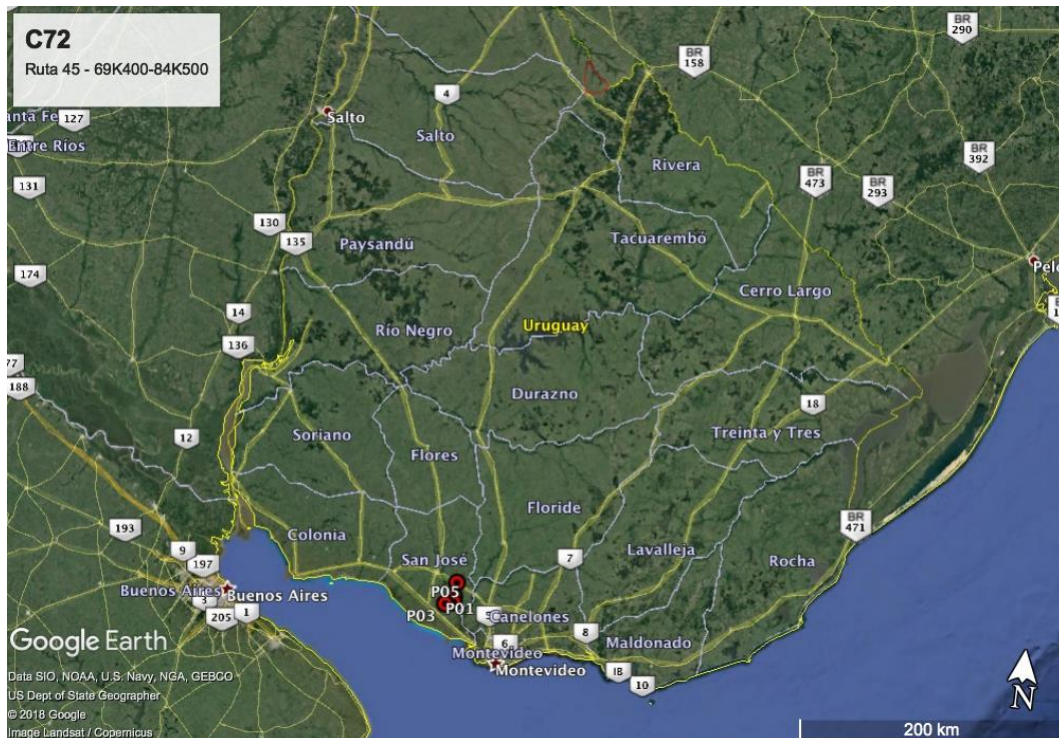 C72
Ruta 45 - 69K400-84K500
BR
290
BR
158
4
127
Salto
Salto
Entre Ríos
BR
392
Rivera
131
BR
473
BR
293
130
135
Paysandú
Tacuarembó
174
Cerro Largo
14
Río Negro
Uruguay
136
77
188
Durazno
18
12
Soriano
Treinta y Tres
Flores
193
Floride
BR
471
Colonia
9
San José
7
Lavalleja
Rocha
197
P05
Buenos Aires
Buenos Aires
3
P03
P01
205
1
5
Canelones
8
Maldonado
6
Montevideo
Montevideo
IB
10
Google Earth
Data SIO, NOAA, U.S. Navy, NGA, GEBCO
US Dept of State Geographer
© 2018 Google
Image Landsat / Copernicus
N
200 km